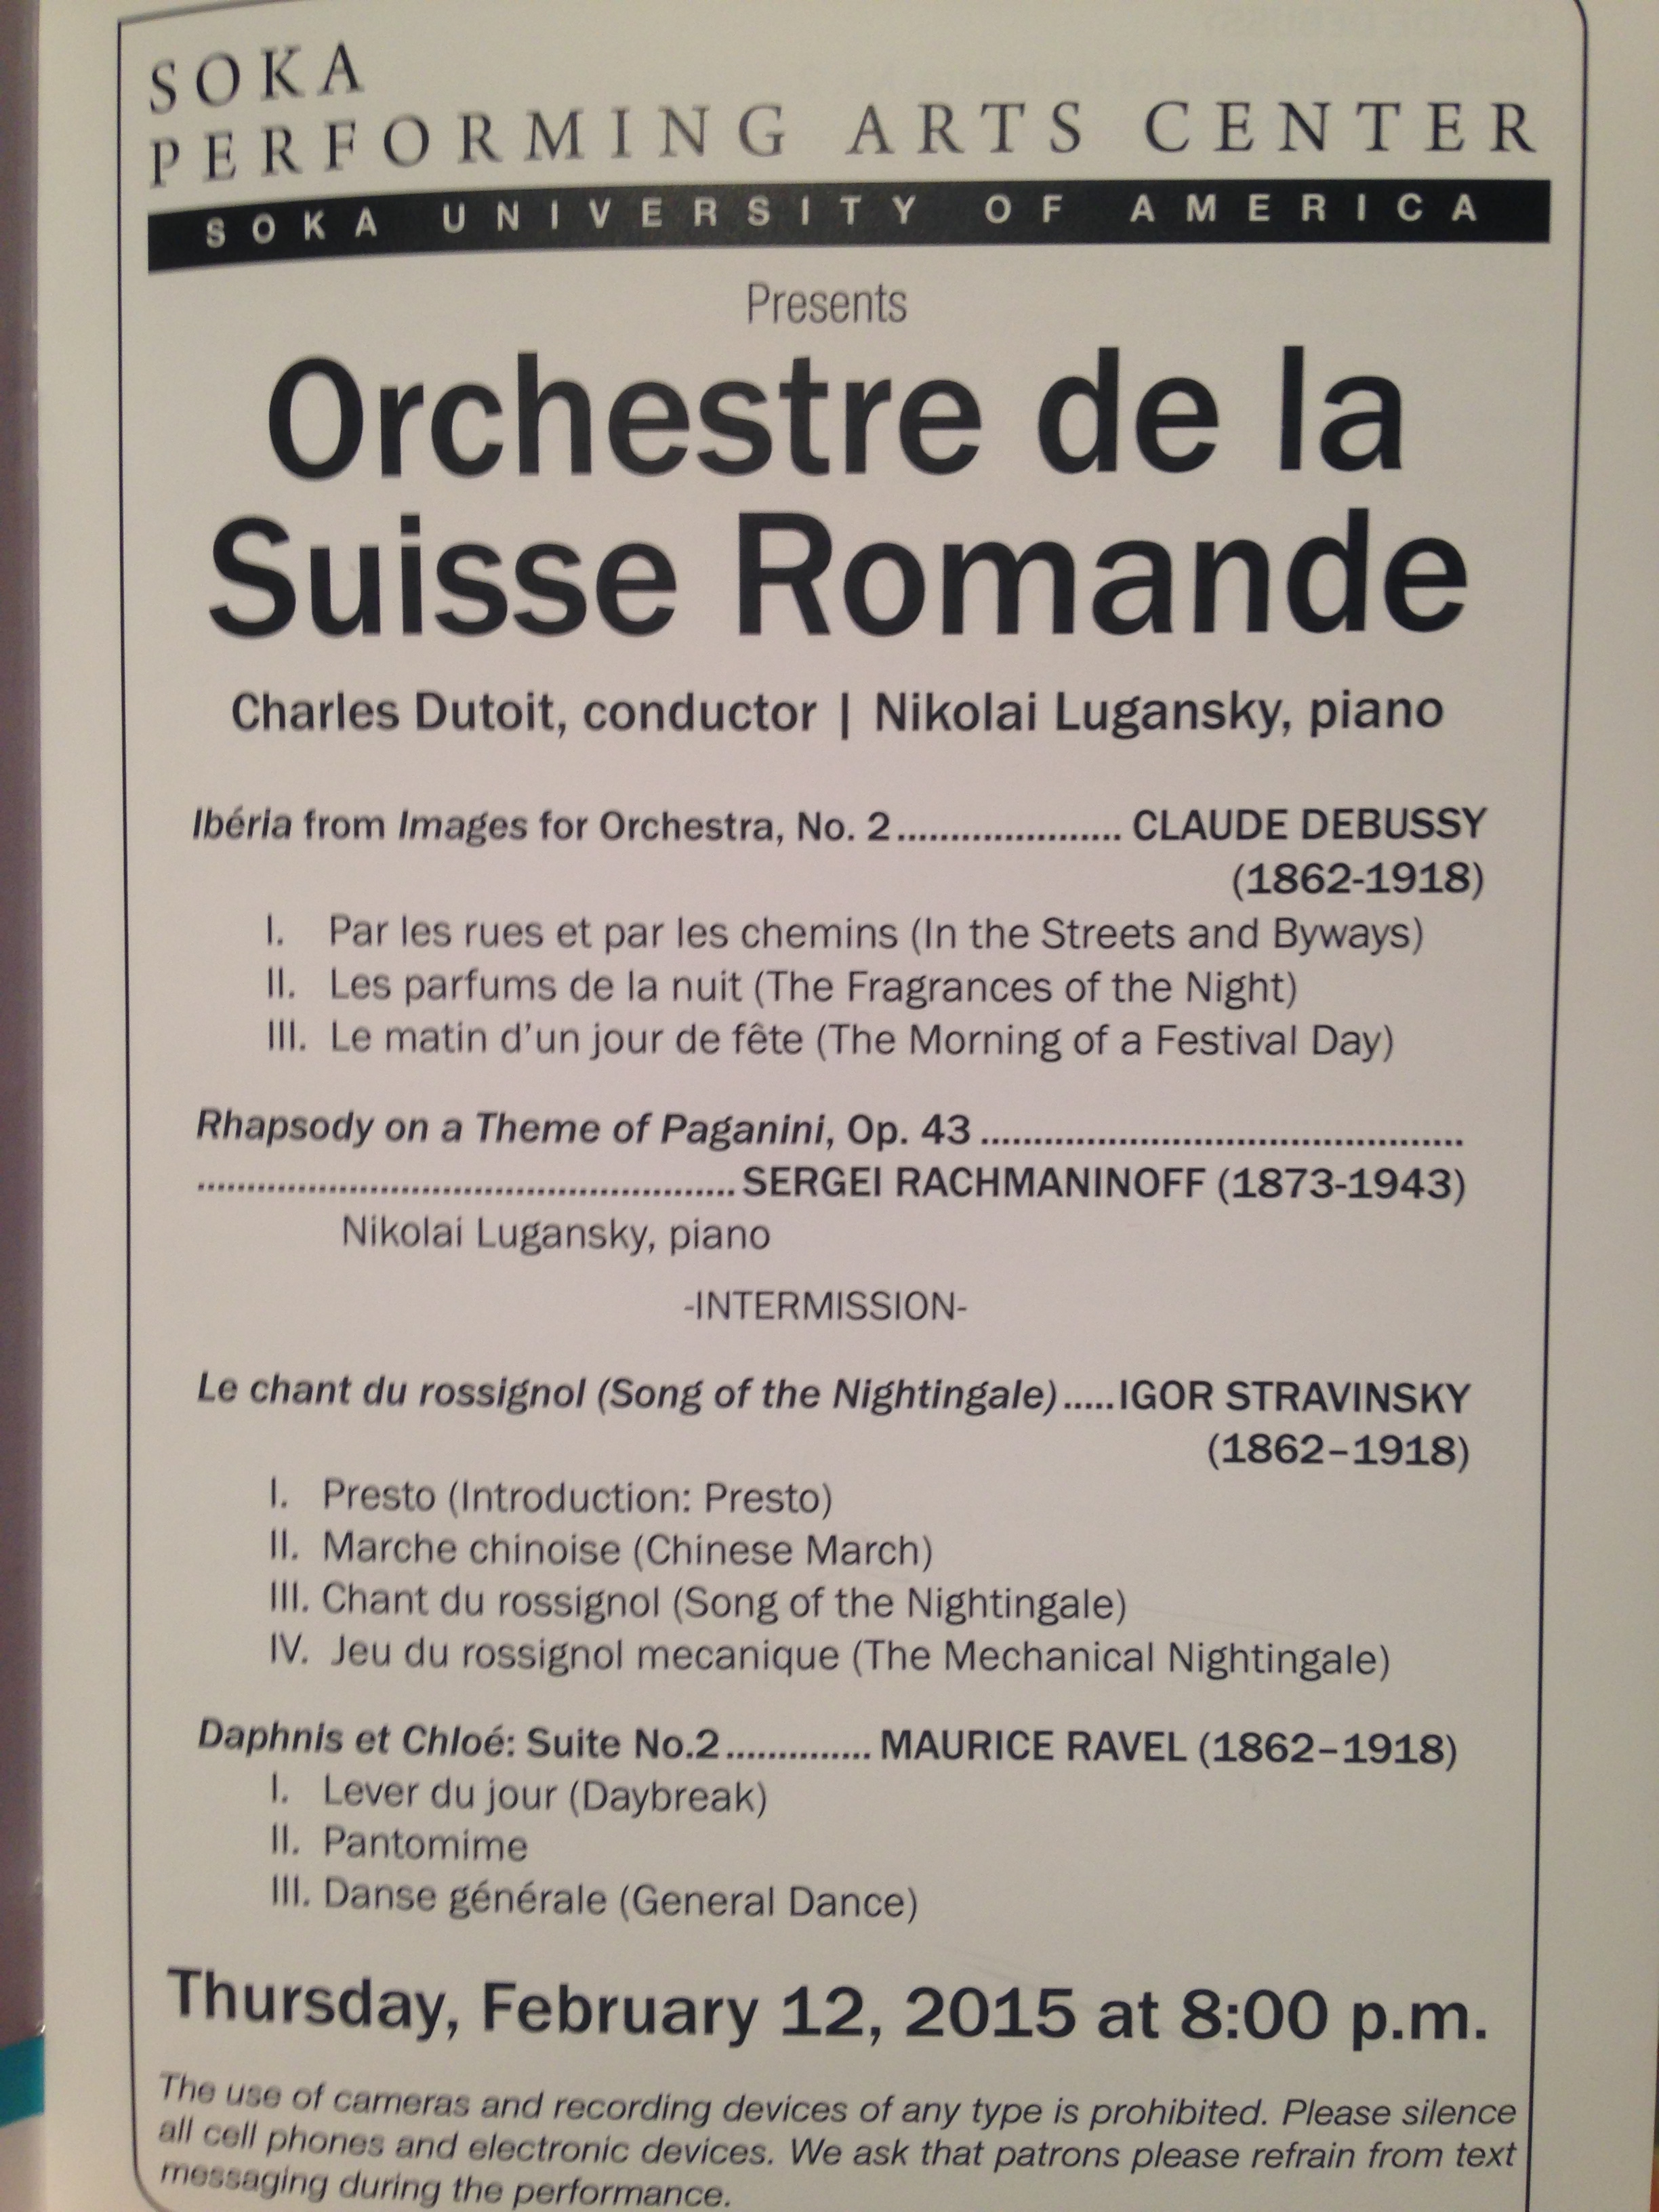 SOKA
PERFORMING ARTS CENTER
SOKA UNIVERSITY OF AMERICA
Presents
Orchestre de la
Suisse Romande
Charles Dutoit, conductor | Nikolai Lugansky, piano
Ibéria from Images for Orchestra, No. 2..................... CLAUDE DEBUSSY
(1862-1918)
I. Par les rues et par les chemins (In the Streets and Byways)
II. Les parfums de la nuit (The Fragrances of the Night)
III. Le matin d'un jour de fête (The Morning of a Festival Day)
Rhapsody on a Theme of Paganini, Op. 43 ..............................................
.................................................... SERGEI RACHMANINOFF (1873-1943)
Nikolai Lugansky, piano
-INTERMISSION-
Le chant du rossignol (Song of the Nightingale).....IGOR STRAVINSKY
(1862–1918)
I. Presto (Introduction: Presto)
II. Marche chinoise (Chinese March)
III. Chant du rossignol (Song of the Nightingale)
IV. Jeu du rossignol mecanique (The Mechanical Nightingale)
Daphnis et Chloé: Suite No.2.............. MAURICE RAVEL (1862–1918)
I. Lever du jour (Daybreak)
II. Pantomime
III. Danse générale (General Dance)
Thursday, February 12, 2015 at 8:00 p.m.
The use of cameras and recording devices of any type is prohibited. Please silence
all cell phones and electronic devices. We ask that patrons please refrain from text
messaging during the performance.